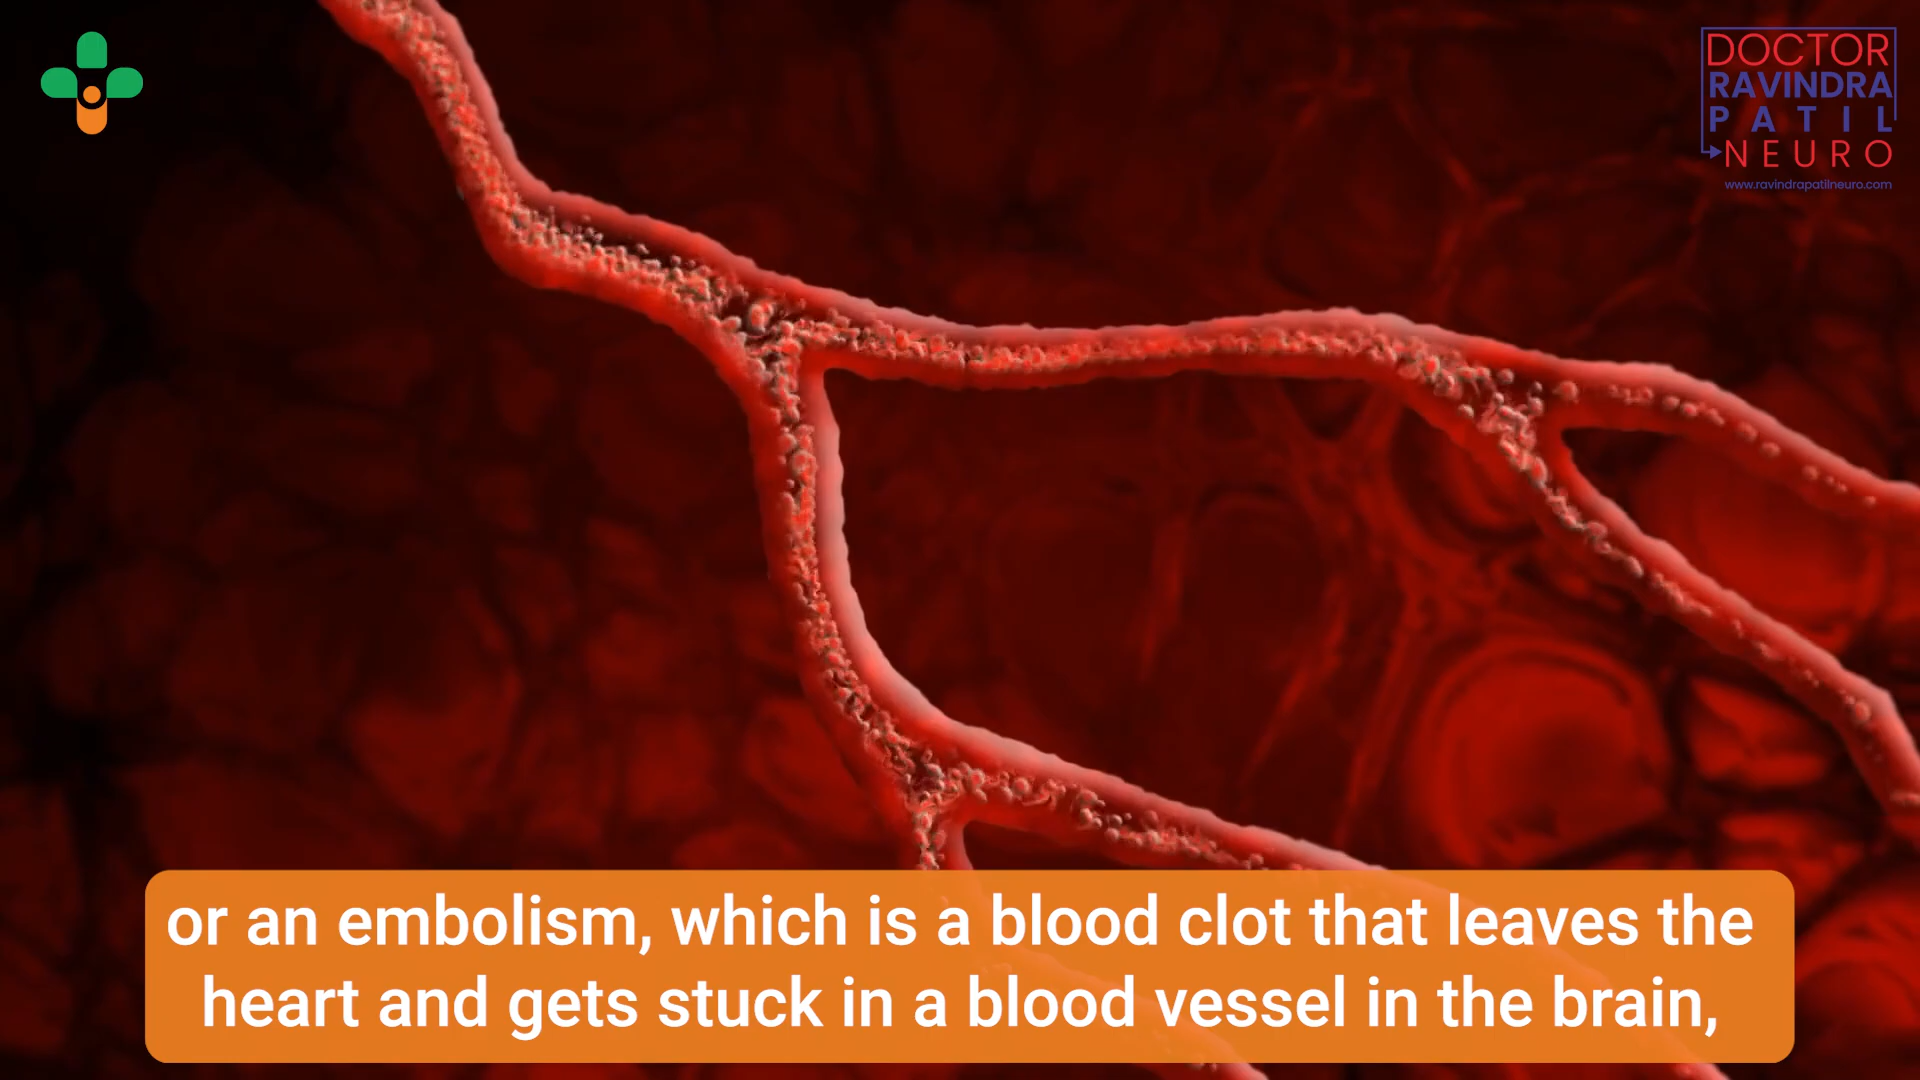 DOCTOR
RAVINDRA
PATIL
NEURO
www.ravindrapatilneuro.com
or an embolism, which is a blood clot that leaves the
heart and gets stuck in a blood vessel in the brain,